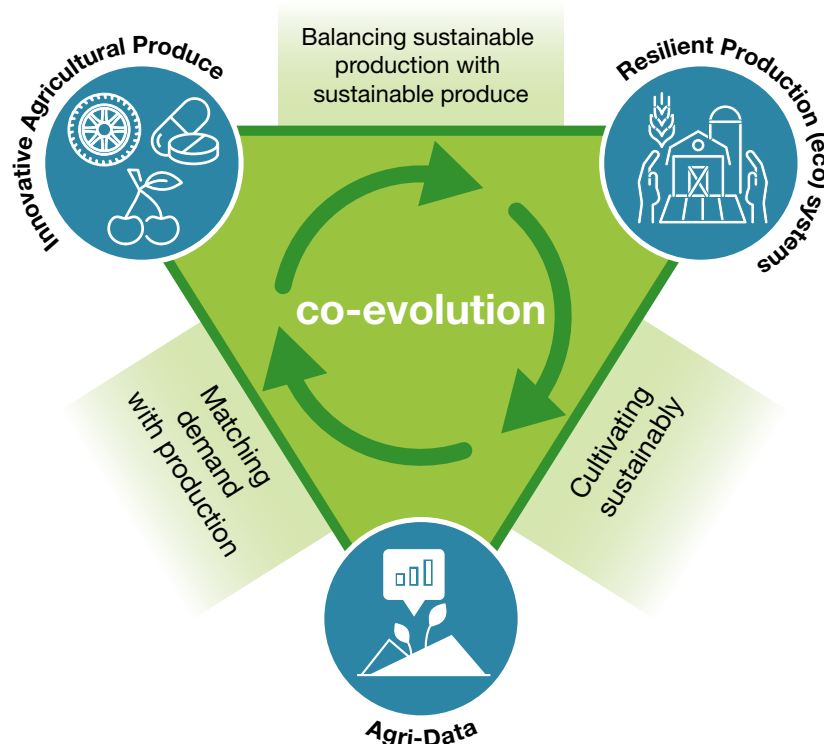 Balancing sustainable
production with
sustainable produce
Innovative Agricultural Produce
Resilient Production (eco) systems
co-evolution
Matching
demand
with production
Cultivating
sustainably
Agri-Data